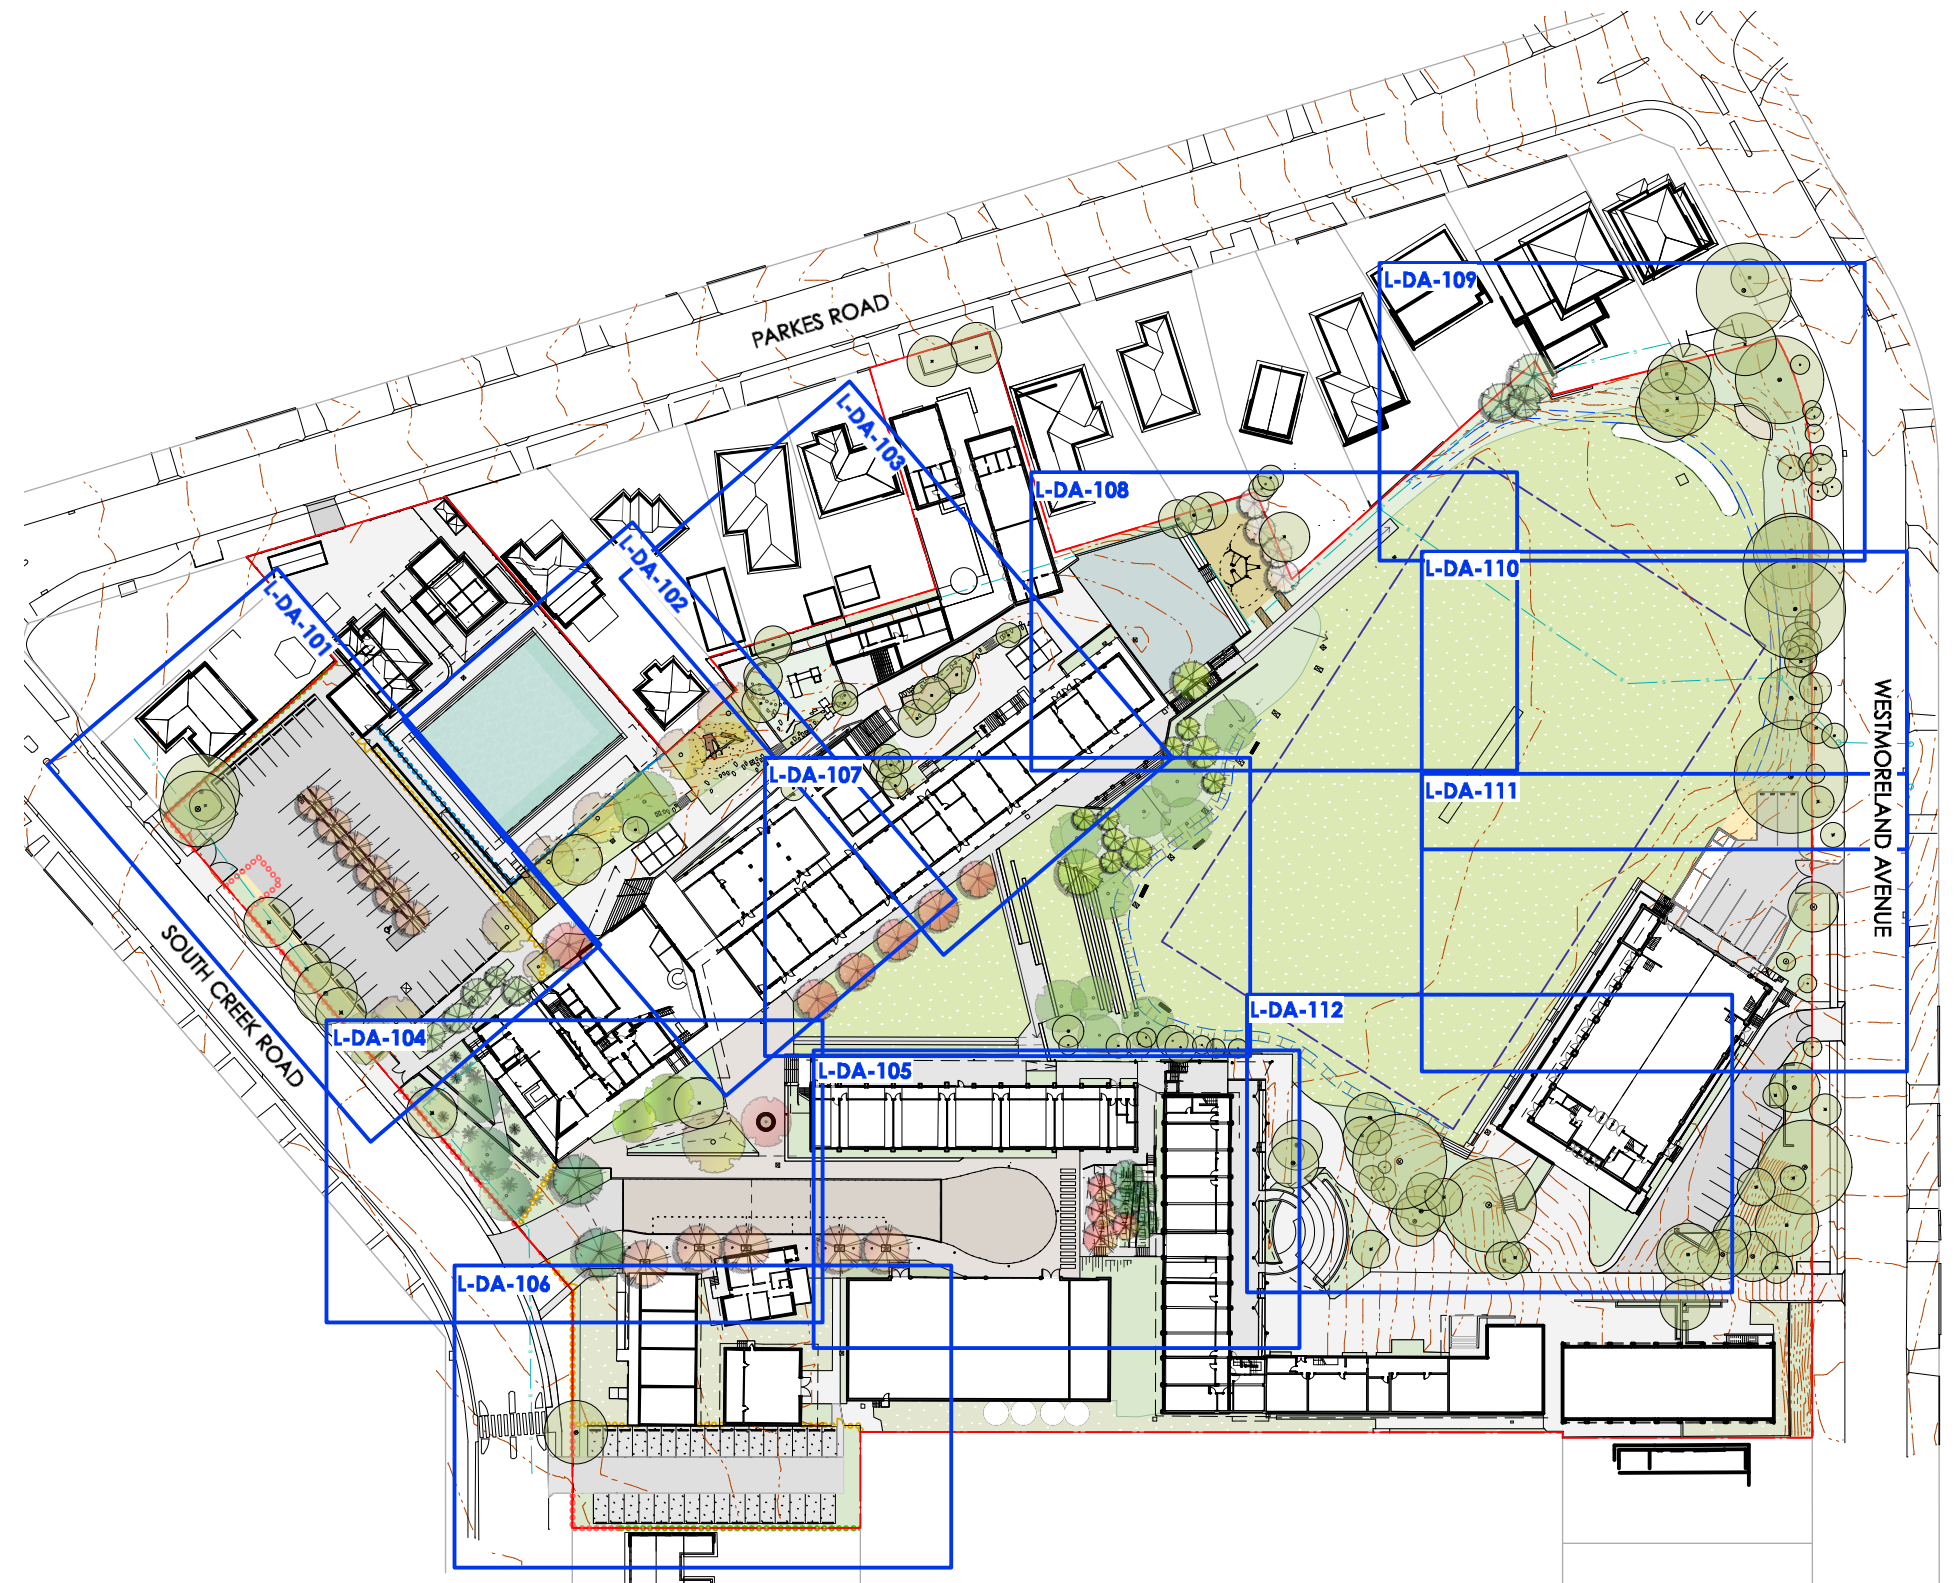 L-DA-109
PARKES ROAD
L-DA-103
L-DA-108
L-DA-102
L-DA-110
L-DA-101
WESTMORELAND AVENUE
L-DA-107
L-DA-111
SOUTH CREEK ROAD
L-DA-112
L-DA-104
L-DA-105
L-DA-106